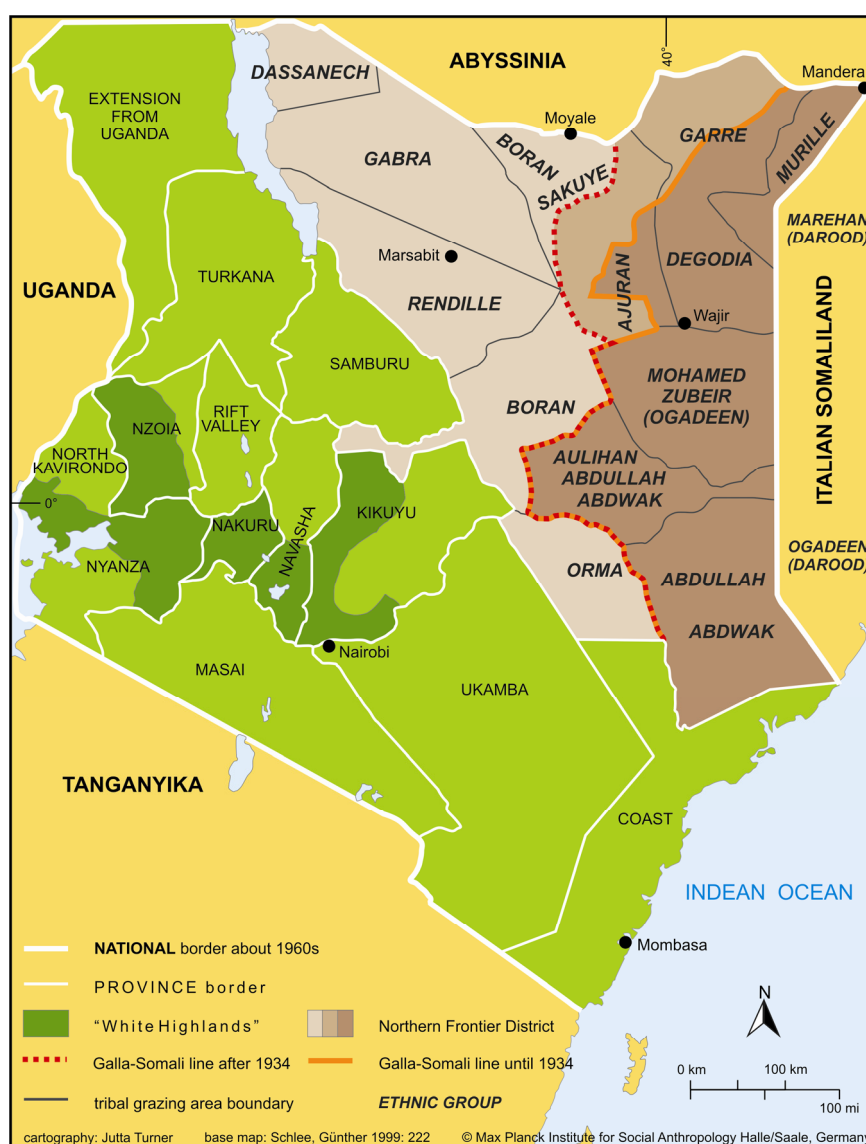 ABYSSINIA
40°
Mandera
DASSANECH
EXTENSION
FROM
UGANDA
Moyale
GARRE
MURILLE
BORAN
GABRA
SAKUYE
MAREHAN
(DAROOD)
Marsabit
DEGODIA
TURKANA
UGANDA
RENDILLE
AJURAN
Wajir
ITALIAN SOMALILAND
SAMBURU
MOHAMED
ZUBEIR
(OGADEEN)
BORAN
RIFT
VALLEY
NZOIA
NORTH
KAVIRONDO
AULIHAN
ABDULLAH
ABDWAK
0°
KIKUYU
NAKURU
NAVASHA
NYANZA
OGADEEN
(DAROOD)
ORMA
ABDULLAH
ABDWAK
Nairobi
MASAI
UKAMBA
TANGANYIKA
COAST
INDEAN OCEAN
Mombasa
NATIONAL border about 1960s
PROVINCE border
"White Highlands"
Northern Frontier District
Galla-Somali line after 1934
Galla-Somali line until 1934
tribal grazing area boundary
ETHNIC GROUP
N
0 km 100 km
100 mi
cartography: Jutta Turner base map: Schlee, Günther 1999: 222 © Max Planck Institute for Social Anthropology Halle/Saale, Germany